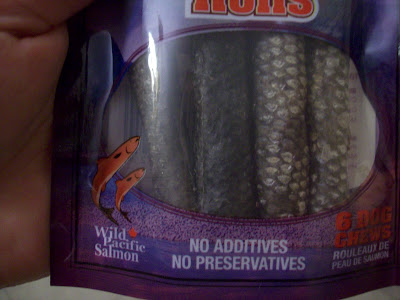 Rolls
Wild
Pacific
Salmon
NO ADDITIVES
NO PRESERVATIVES
6 DOG
CHEWS
ROULEAUX DE
PEAU DE SAUMON